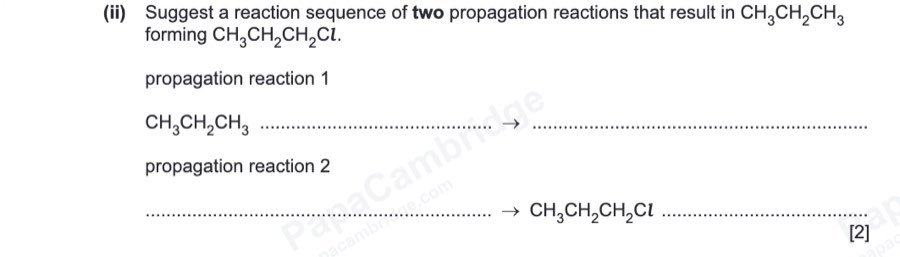 (ii) Suggest a reaction sequence of two propagation reactions that result in CH₃CH₂CH₃
forming CH₃CH₂CH₂Cl.
propagation reaction 1
CH₃CH₂CH₃ .................................................. → ..................................................
propagation reaction 2
.................................................. → CH₃CH₂CH₂Cl ..................................................
[2]
PapaCambridge